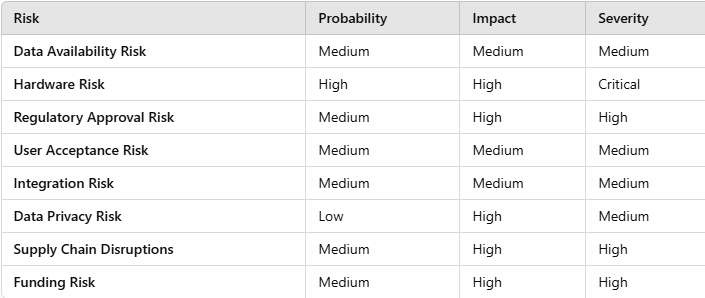 Risk Probability Impact Severity
Data Availability Risk Medium Medium Medium
Hardware Risk High High Critical
Regulatory Approval Risk Medium High High
User Acceptance Risk Medium Medium Medium
Integration Risk Medium Medium Medium
Data Privacy Risk Low High Medium
Supply Chain Disruptions Medium High High
Funding Risk Medium High High